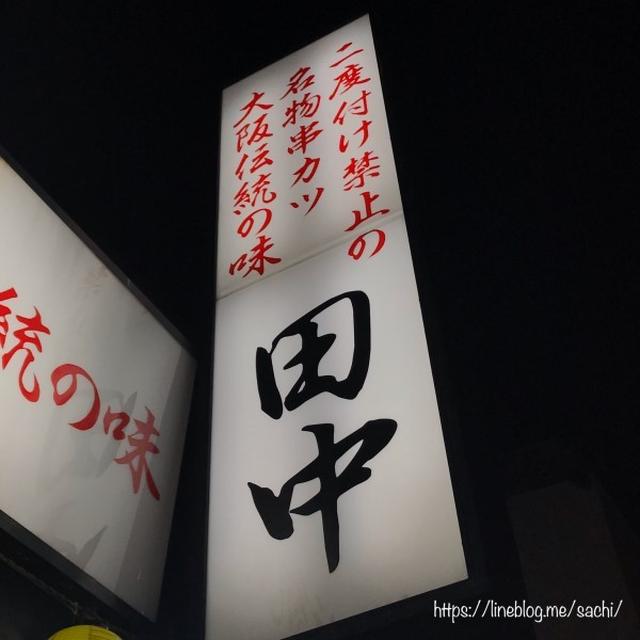 二度付け禁止の
名物串カツ
大阪伝統の味
田中
統の味
https://lineblog.me/sachi/